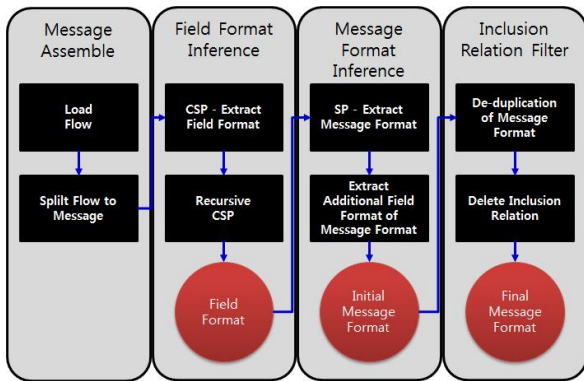 Message
Assemble
Load
Flow
Splilt Flow to
Message
Field Format
Inference
CSP - Extract
Field Format
Recursive
CSP
Field
Format
Message
Format
Inference
SP - Extract
Message Format
Extract
Additional Field
Format of
Message Format
Initial
Message
Format
Inclusion
Relation Filter
De-duplication
of Message
Format
Delete Inclusion
Relation
Final
Message
Format